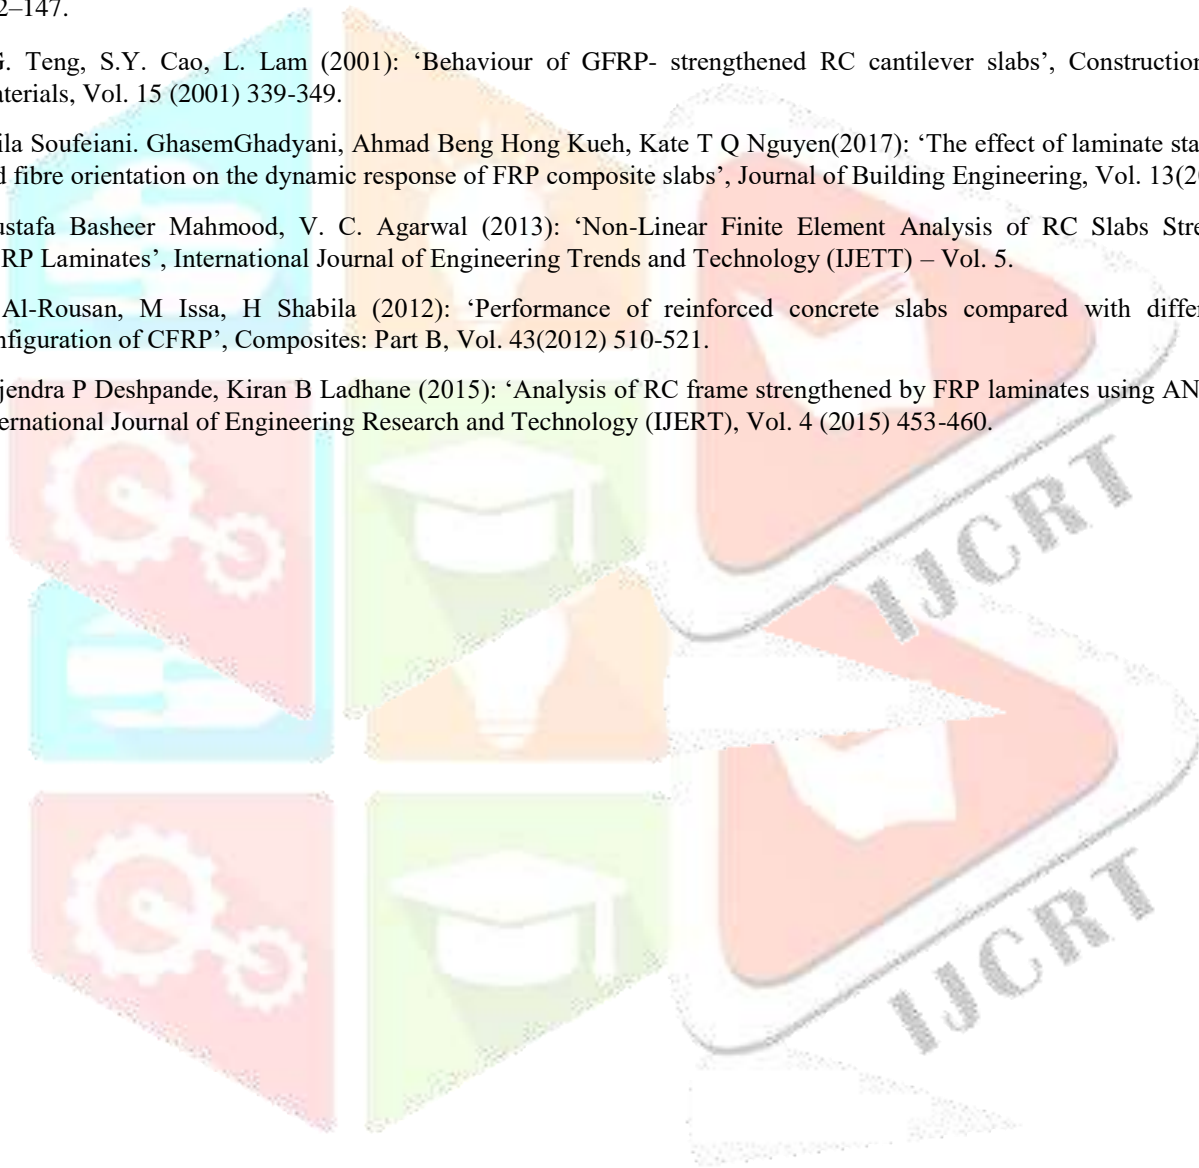 2–147.
G. Teng, S.Y. Cao, L. Lam (2001): ‘Behaviour of GFRP- strengthened RC cantilever slabs’, Construction
aterials, Vol. 15 (2001) 339-349.
ila Soufeiani. GhasemGhadyani, Ahmad Beng Hong Kueh, Kate T Q Nguyen(2017): ‘The effect of laminate sta
d fibre orientation on the dynamic response of FRP composite slabs’, Journal of Building Engineering, Vol. 13(20
ustafa Basheer Mahmood, V. C. Agarwal (2013): ‘Non-Linear Finite Element Analysis of RC Slabs Stre
RP Laminates’, International Journal of Engineering Trends and Technology (IJETT) – Vol. 5.
Al-Rousan, M Issa, H Shabila (2012): ‘Performance of reinforced concrete slabs compared with differ
nfiguration of CFRP’, Composites: Part B, Vol. 43(2012) 510-521.
jendra P Deshpande, Kiran B Ladhane (2015): ‘Analysis of RC frame strengthened by FRP laminates using AN
ernational Journal of Engineering Research and Technology (IJERT), Vol. 4 (2015) 453-460.
IJCRT
IJCRT